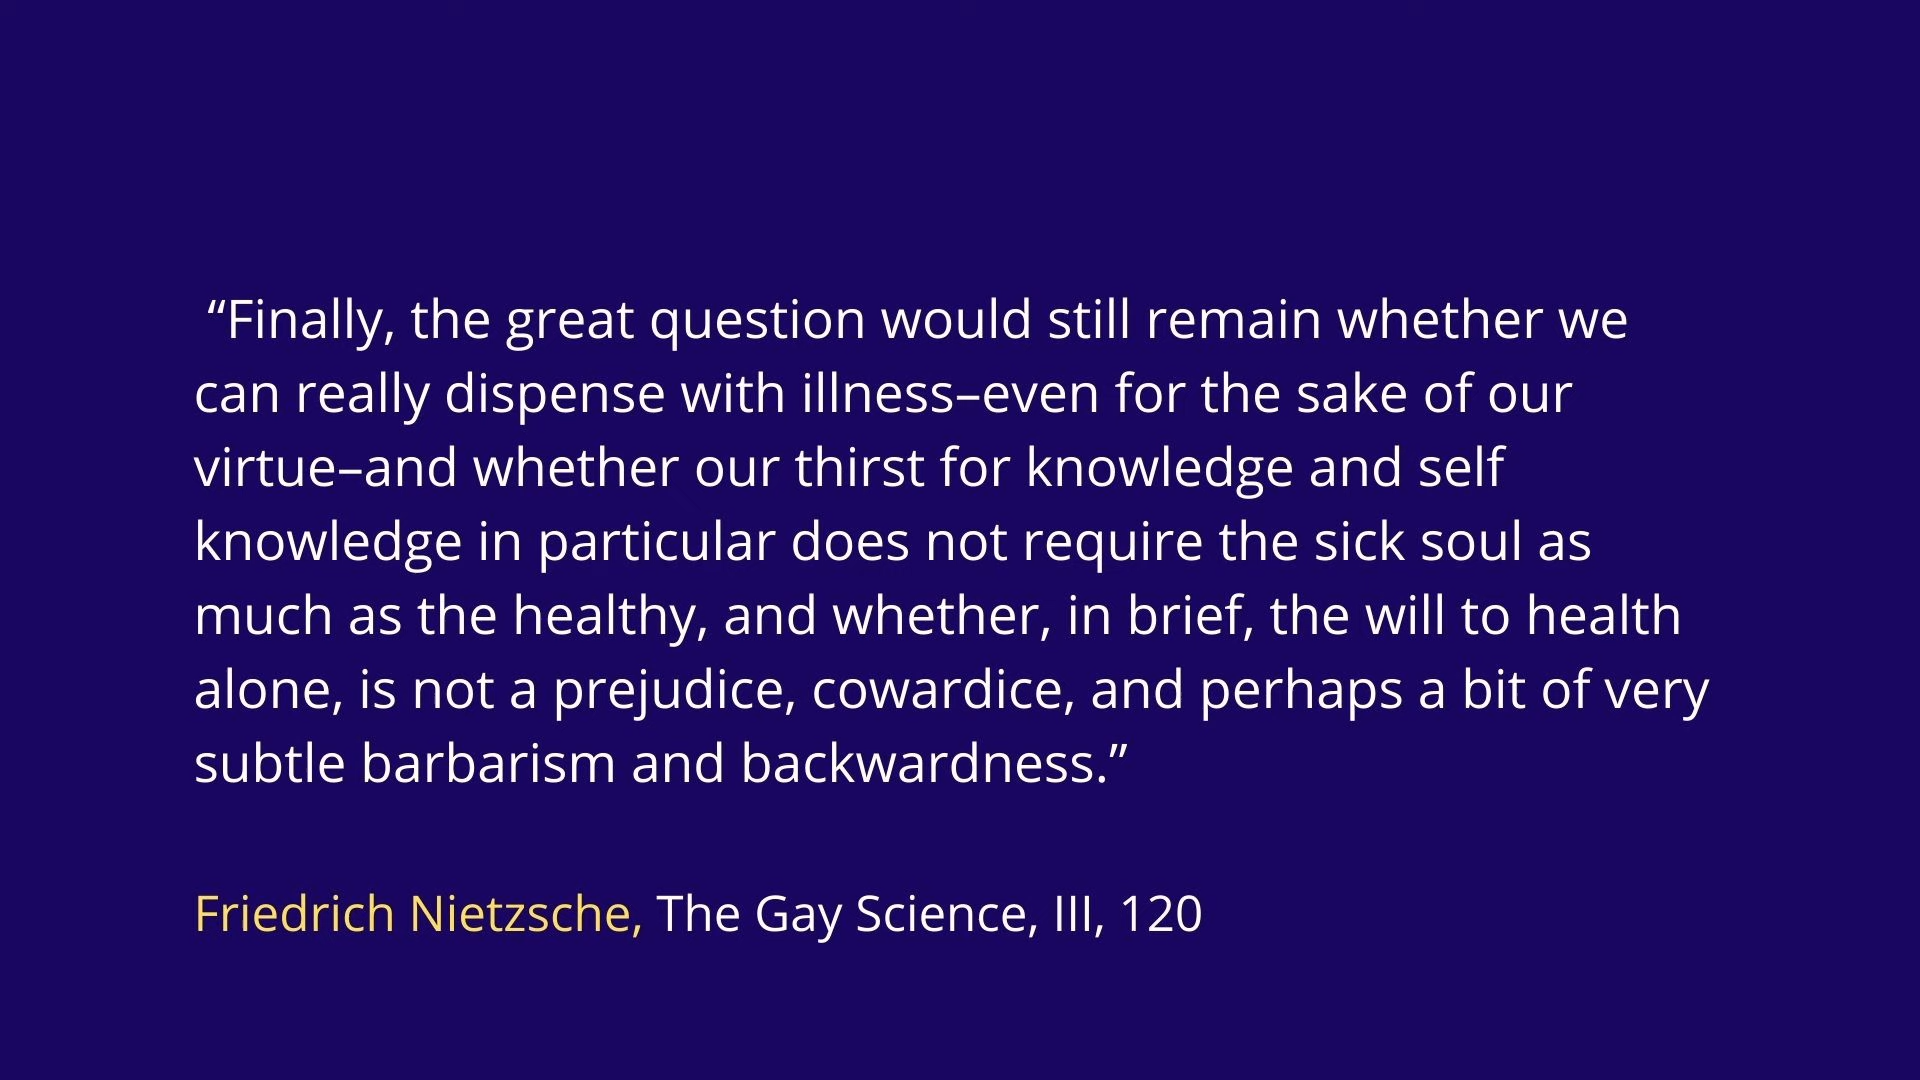 “Finally, the great question would still remain whether we
can really dispense with illness–even for the sake of our
virtue–and whether our thirst for knowledge and self
knowledge in particular does not require the sick soul as
much as the healthy, and whether, in brief, the will to health
alone, is not a prejudice, cowardice, and perhaps a bit of very
subtle barbarism and backwardness.”
Friedrich Nietzsche, The Gay Science, III, 120